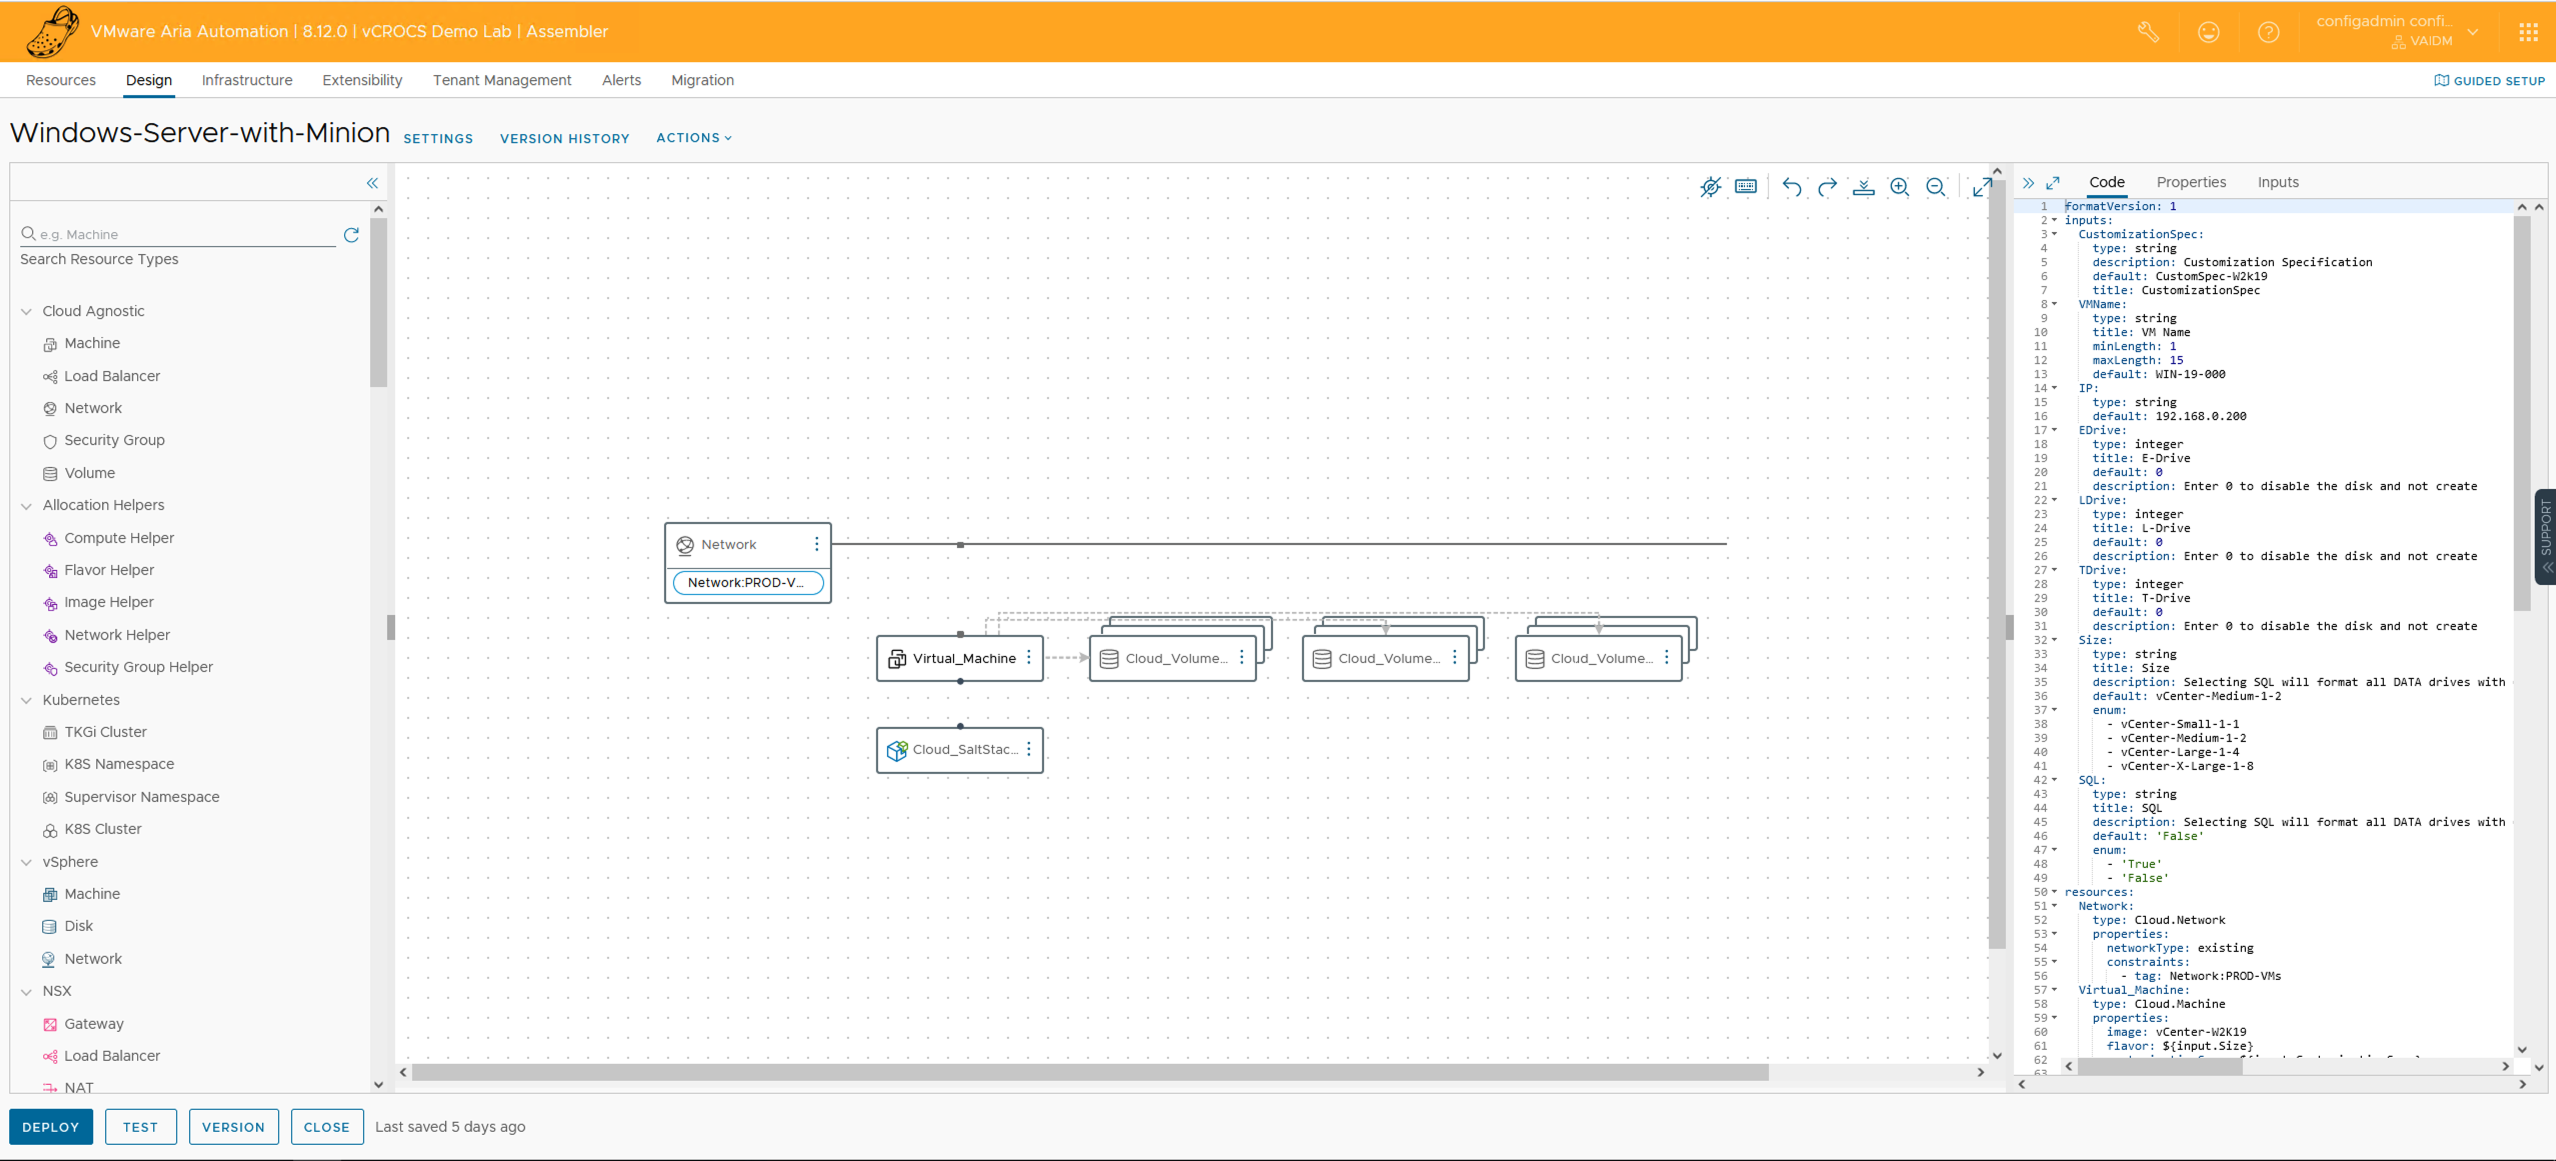 VMware Aria Automation | 8.12.0 | vCROCS Demo Lab | Assembler
configadmin confi...
VAIDM
Resources
Design
Infrastructure
Extensibility
Tenant Management
Alerts
Migration
GUIDED SETUP
Windows-Server-with-Minion
SETTINGS
VERSION HISTORY
ACTIONS
e.g. Machine
Search Resource Types
Cloud Agnostic
Machine
Load Balancer
Network
Security Group
Volume
Allocation Helpers
Compute Helper
Flavor Helper
Image Helper
Network Helper
Security Group Helper
Kubernetes
TKGi Cluster
K8S Namespace
Supervisor Namespace
K8S Cluster
vSphere
Machine
Disk
Network
NSX
Gateway
Load Balancer
NAT
Network
Network:PROD-V...
Virtual_Machine
Cloud_Volume...
Cloud_Volume...
Cloud_Volume...
Cloud_SaltStac...
Code
Properties
Inputs
1 formatVersion: 1
2 inputs:
3 CustomizationSpec:
4 type: string
5 description: Customization Specification
6 default: CustomSpec-W2k19
7 title: CustomizationSpec
8 VMName:
9 type: string
10 title: VM Name
11 minLength: 1
12 maxLength: 15
13 default: WIN-19-000
14 IP:
15 type: string
16 default: 192.168.0.200
17 EDrive:
18 type: integer
19 title: E-Drive
20 default: 0
21 description: Enter 0 to disable the disk and not create
22 LDrive:
23 type: integer
24 title: L-Drive
25 default: 0
26 description: Enter 0 to disable the disk and not create
27 TDrive:
28 type: integer
29 title: T-Drive
30 default: 0
31 description: Enter 0 to disable the disk and not create
32 Size:
33 type: string
34 title: Size
35 description: Selecting SQL will format all DATA drives with
36 default: vCenter-Medium-1-2
37 enum:
38 - vCenter-Small-1-1
39 - vCenter-Medium-1-2
40 - vCenter-Large-1-4
41 - vCenter-X-Large-1-8
42 SQL:
43 type: string
44 title: SQL
45 description: Selecting SQL will format all DATA drives with
46 default: 'False'
47 enum:
48 - 'True'
49 - 'False'
50 resources:
51 Network:
52 type: Cloud.Network
53 properties:
54 networkType: existing
55 constraints:
56 - tag: Network:PROD-VMs
57 Virtual_Machine:
58 type: Cloud.Machine
59 properties:
60 image: vCenter-W2K19
61 flavor: ${input.Size}
62
63
SUPPORT
DEPLOY
TEST
VERSION
CLOSE
Last saved 5 days ago